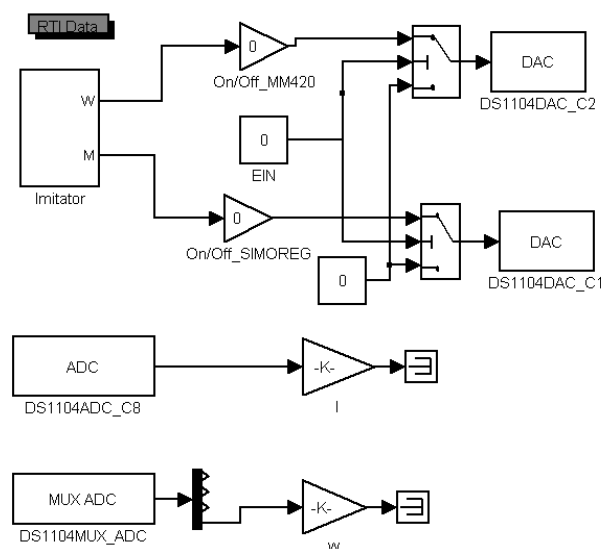 RTI Data
W
M
Imitator
0
On/Off_MM420
0
EIN
DAC
DS1104DAC_C2
0
On/Off_SIMOREG
0
DAC
DS1104DAC_C1
ADC
DS1104ADC_C8
-K-
I
MUX ADC
DS1104MUX_ADC
-K-
W